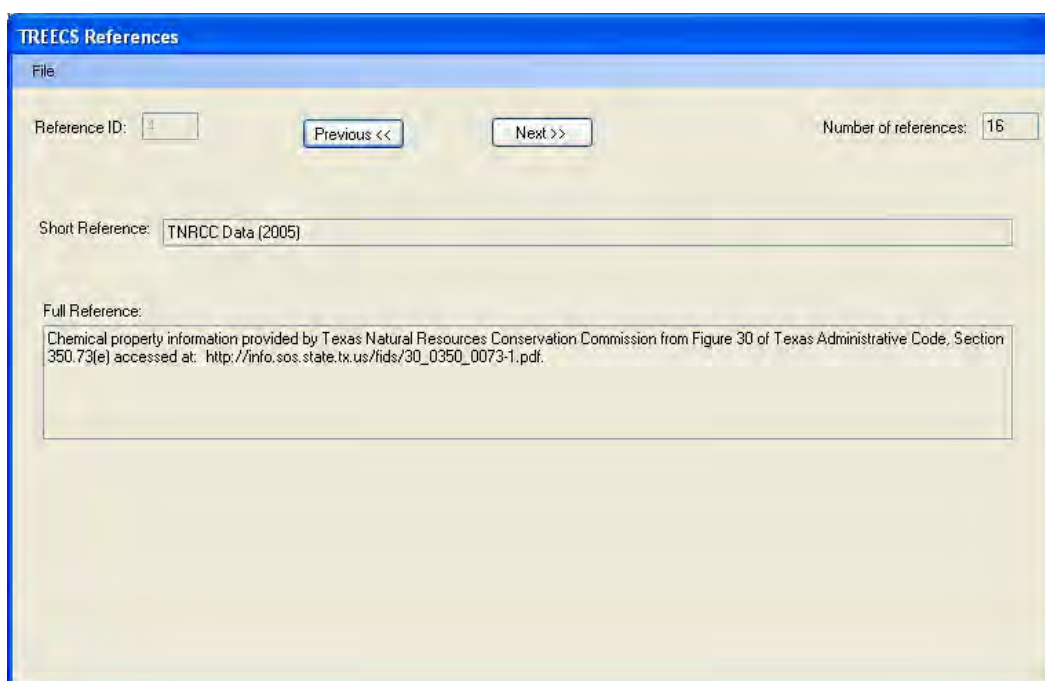 TREECS References
File
Reference ID:
Previous << Next >> Number of references: 16
Short Reference: TNRCC Data (2005)
Full Reference:
Chemical property information provided by Texas Natural Resources Conservation Commission from Figure 30 of Texas Administrative Code, Section
350.73(e) accessed at: http://info.sos.state.tx.us/fids/30_0350_0073-1.pdf.